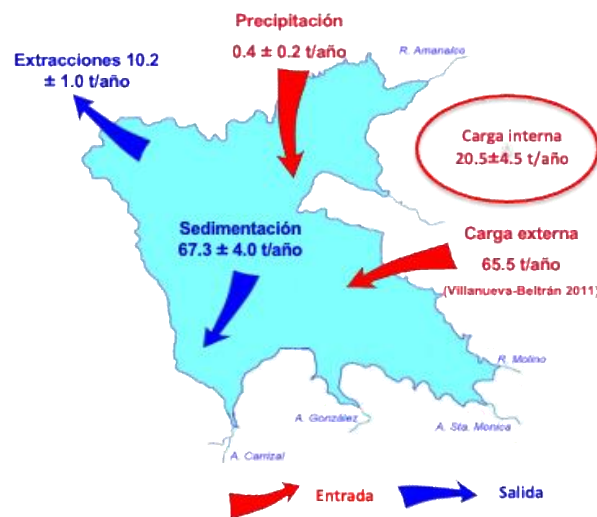 Precipitación
0.4 ± 0.2 t/año
R. Amanalco
Extracciones 10.2
± 1.0 t/año
Carga interna
20.5±4.5 t/año
Sedimentación
67.3 ± 4.0 t/año
Carga externa
65.5 t/año
(Villanueva-Beltrán 2011)
R. Molino
A. González
A. Sta. Monica
A. Carrizal
Entrada
Salida